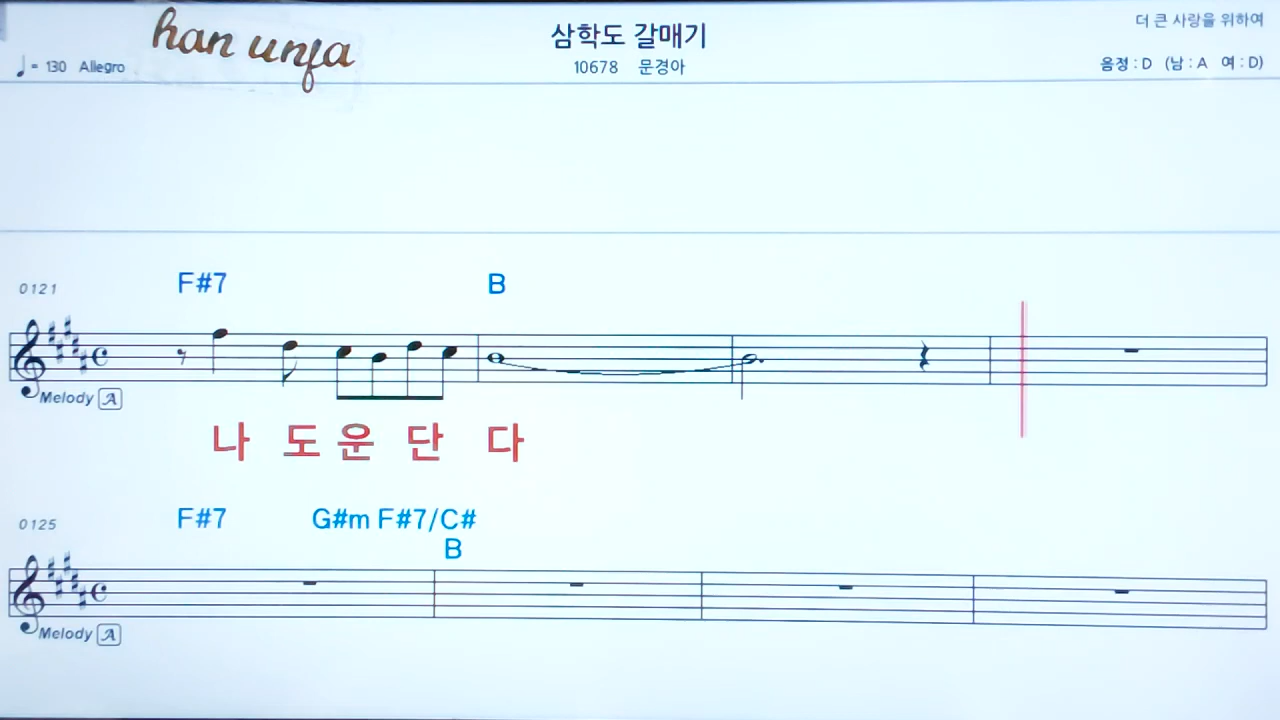 han unfa
삼학도 갈매기
더 큰 사랑을 위하여
♩= 130 Allegro
10678 문경아
음정 : D (남 : A 여 : D)
F#7 B
0121
Melody A
나 도 운 단 다
F#7 G#m F#7/C#
B
0125
Melody A